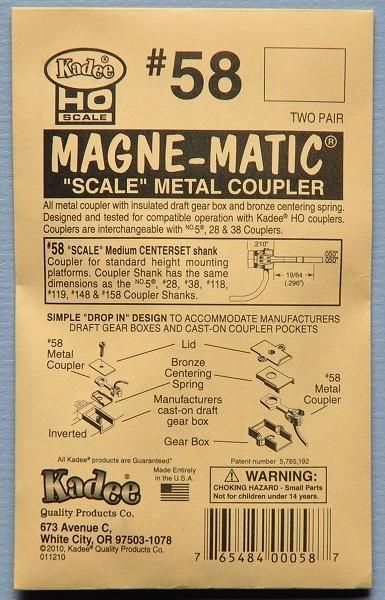 Kadee®
HO
SCALE
#58
TWO PAIR
MAGNE-MATIC®
"SCALE" METAL COUPLER
All metal coupler with insulated draft gear box and bronze centering spring.
Designed and tested for compatible operation with Kadee® HO couplers.
Couplers are interchangeable with NO.5®, 28 & 38 Couplers.
#58 "SCALE" Medium CENTERSET shank
Coupler for standard height mounting
platforms. Coupler Shank has the same
dimensions as the NO.5®, #28, #38, #118,
#119, #148 & #158 Coupler Shanks.
.210"
.050"
.050"
19/64
(.296")
SIMPLE "DROP IN" DESIGN TO ACCOMMODATE MANUFACTURERS
DRAFT GEAR BOXES AND CAST-ON COUPLER POCKETS
#58
Metal
Coupler
Lid
Bronze
Centering
Spring
#58
Metal
Coupler
Manufacturers
cast-on draft
gear box
Inverted
Gear Box
All Kadee® products are Guaranteed*
Patent number 5,785,192
Kadee®
Quality Products Co.
Made Entirely
in the U.S.A.
WARNING:
CHOKING HAZARD - Small Parts
Not for children under 14 years.
673 Avenue C,
White City, OR 97503-1078
©2010, Kadee® Quality Products Co.
011210
7 65484 00058 7